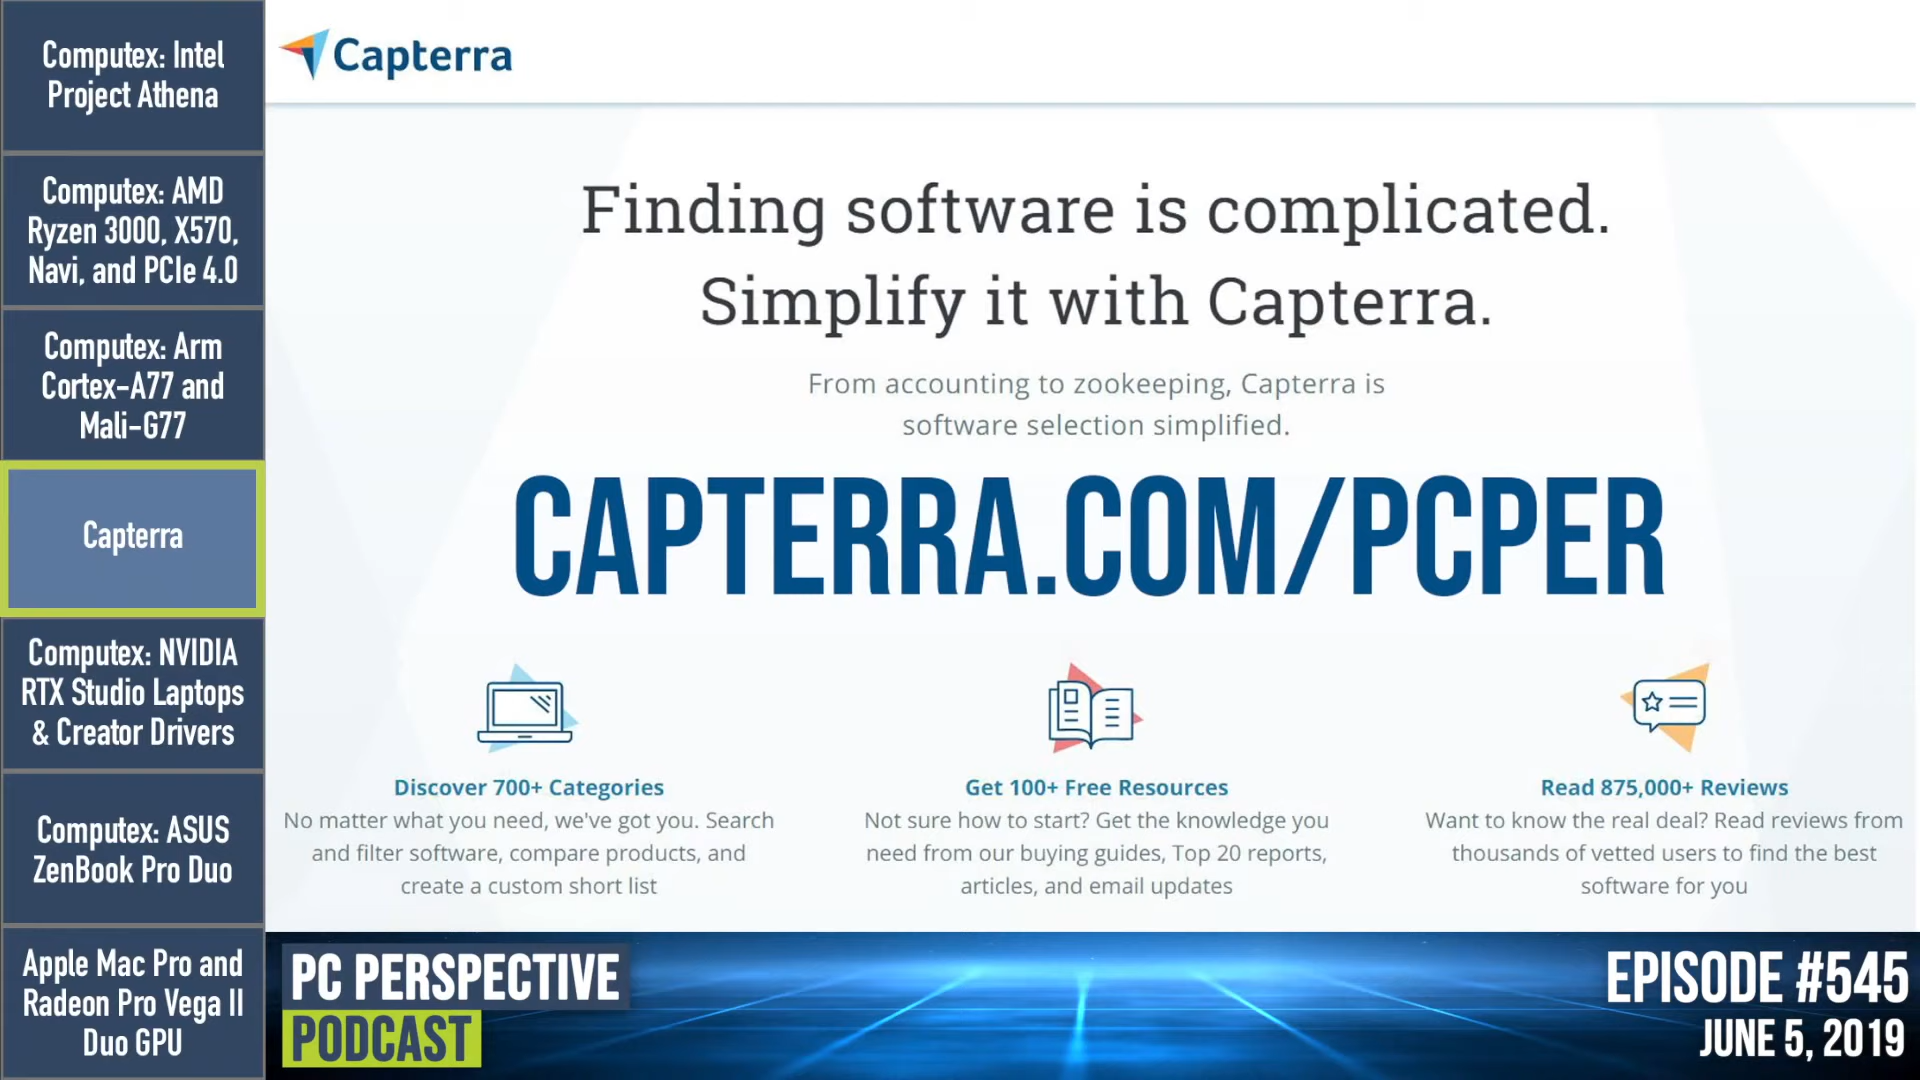 Computex: Intel
Project Athena
Computex: AMD
Ryzen 3000, X570,
Navi, and PCIe 4.0
Computex: Arm
Cortex-A77 and
Mali-G77
Capterra
Computex: NVIDIA
RTX Studio Laptops
& Creator Drivers
Computex: ASUS
ZenBook Pro Duo
Apple Mac Pro and
Radeon Pro Vega II
Duo GPU
Capterra
Finding software is complicated.
Simplify it with Capterra.
From accounting to zookeeping, Capterra is
software selection simplified.
CAPTERRA.COM/PCPER
Discover 700+ Categories
No matter what you need, we've got you. Search
and filter software, compare products, and
create a custom short list
Get 100+ Free Resources
Not sure how to start? Get the knowledge you
need from our buying guides, Top 20 reports,
articles, and email updates
Read 875,000+ Reviews
Want to know the real deal? Read reviews from
thousands of vetted users to find the best
software for you
PC PERSPECTIVE
PODCAST
EPISODE #545
JUNE 5, 2019